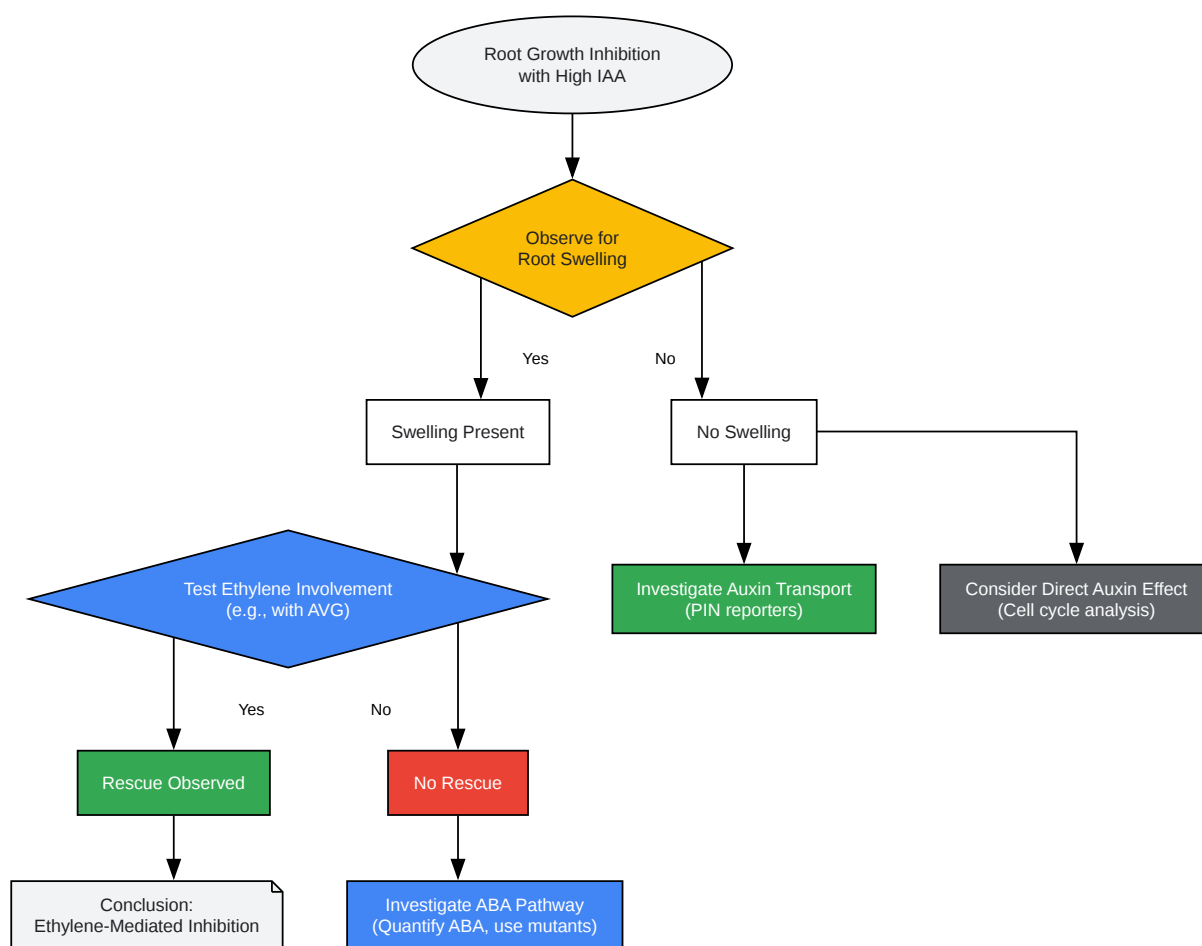 Root Growth Inhibition
with High IAA
Observe for
Root Swelling
Yes
No
Swelling Present
No Swelling
Test Ethylene Involvement
(e.g., with AVG)
Investigate Auxin Transport
(PIN reporters)
Consider Direct Auxin Effect
(Cell cycle analysis)
Yes
No
Rescue Observed
No Rescue
Conclusion:
Ethylene-Mediated Inhibition
Investigate ABA Pathway
(Quantify ABA, use mutants)